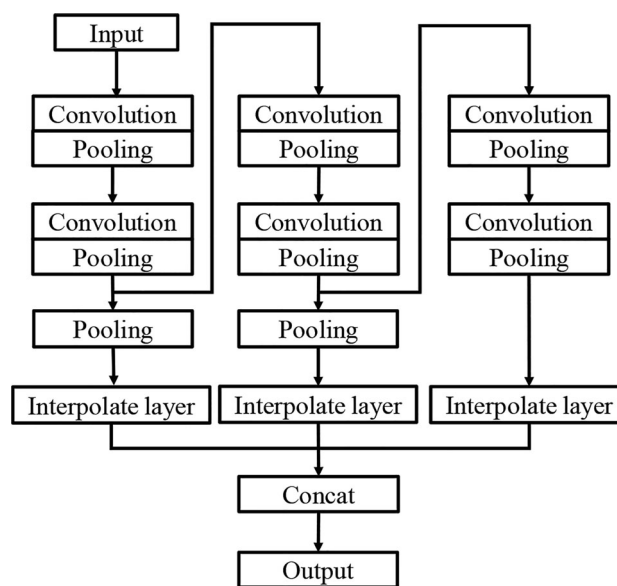 Input
Convolution
Pooling
Convolution
Pooling
Pooling
Interpolate layer
Convolution
Pooling
Convolution
Pooling
Pooling
Interpolate layer
Convolution
Pooling
Convolution
Pooling
Interpolate layer
Concat
Output